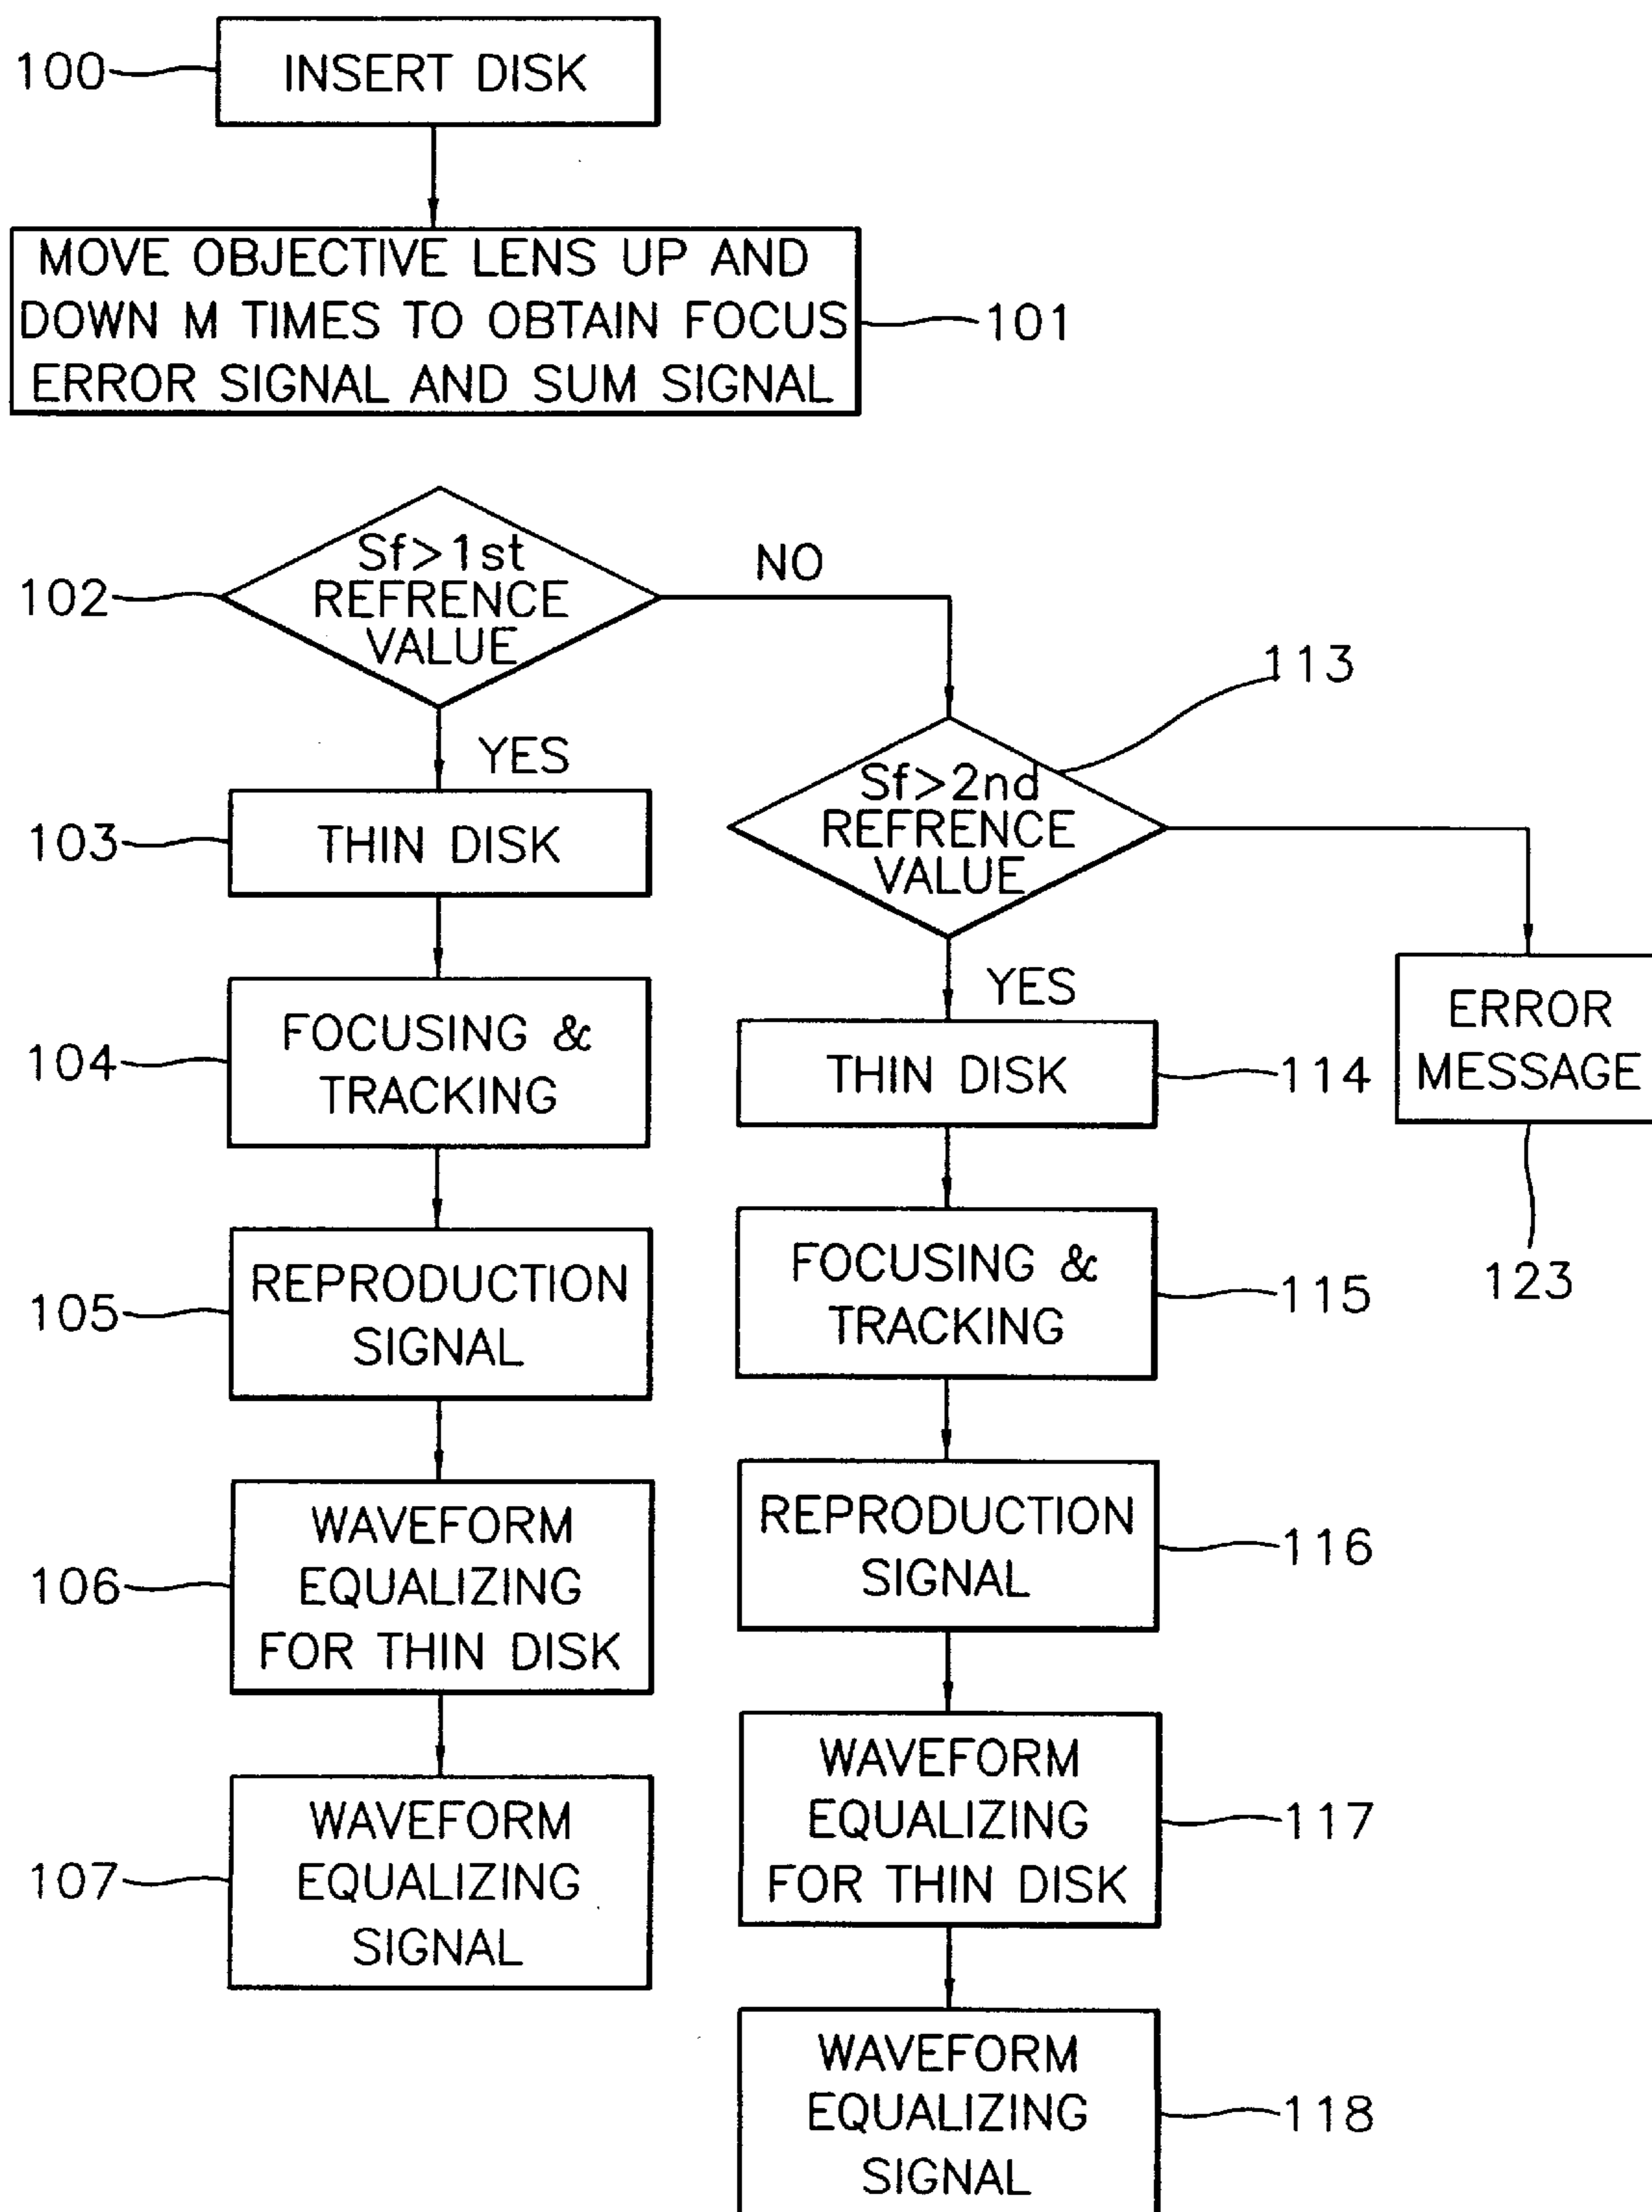 100
INSERT DISK
MOVE OBJECTIVE LENS UP AND
DOWN M TIMES TO OBTAIN FOCUS
ERROR SIGNAL AND SUM SIGNAL
101
102
Sf>1st
REFRENCE
VALUE
NO
YES
113
Sf>2nd
REFRENCE
VALUE
YES
103
THIN DISK
104
FOCUSING &
TRACKING
105
REPRODUCTION
SIGNAL
106
WAVEFORM
EQUALIZING
FOR THIN DISK
107
WAVEFORM
EQUALIZING
SIGNAL
THIN DISK
114
FOCUSING &
TRACKING
115
REPRODUCTION
SIGNAL
116
WAVEFORM
EQUALIZING
FOR THIN DISK
117
WAVEFORM
EQUALIZING
SIGNAL
118
ERROR
MESSAGE
123